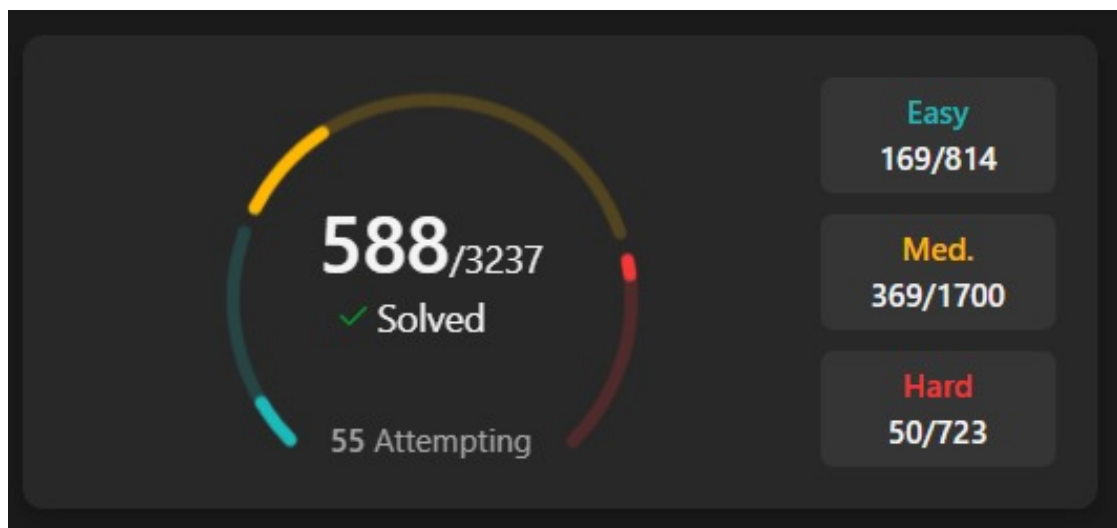 588/3237
Solved
55 Attempting
Easy
169/814
Med.
369/1700
Hard
50/723